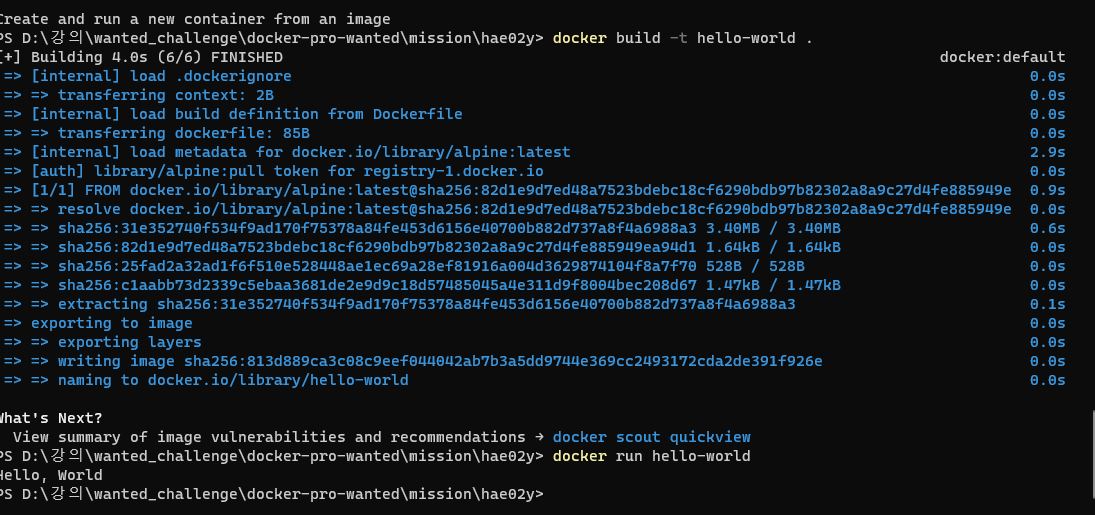 Create and run a new container from an image
PS D:\강의\wanted_challenge\docker-pro-wanted\mission\hae02y> docker build -t hello-world .
[+] Building 4.0s (6/6) FINISHED docker:default
=> [internal] load .dockerignore 0.0s
=> => transferring context: 2B 0.0s
=> [internal] load build definition from Dockerfile 0.0s
=> => transferring dockerfile: 85B 0.0s
=> [internal] load metadata for docker.io/library/alpine:latest 2.9s
=> [auth] library/alpine:pull token for registry-1.docker.io 0.0s
=> [1/1] FROM docker.io/library/alpine:latest@sha256:82d1e9d7ed48a7523bdebc18cf6290bdb97b82302a8a9c27d4fe885949e 0.9s
=> => resolve docker.io/library/alpine:latest@sha256:82d1e9d7ed48a7523bdebc18cf6290bdb97b82302a8a9c27d4fe885949e 0.0s
=> => sha256:31e352740f534f9ad170f75378a84fe453d6156e40700b882d737a8f4a6988a3 3.40MB / 3.40MB 0.6s
=> => sha256:82d1e9d7ed48a7523bdebc18cf6290bdb97b82302a8a9c27d4fe885949ea94d1 1.64kB / 1.64kB 0.0s
=> => sha256:25fad2a32ad1f6f510e528448ae1ec69a28ef81916a004d3629874104f8a7f70 528B / 528B 0.0s
=> => sha256:c1aabb73d2339c5ebaa3681de2e9d9c18d57485045a4e311d9f8004bec208d67 1.47kB / 1.47kB 0.0s
=> => extracting sha256:31e352740f534f9ad170f75378a84fe453d6156e40700b882d737a8f4a6988a3 0.1s
=> exporting to image 0.0s
=> => exporting layers 0.0s
=> => writing image sha256:813d889ca3c08c9eef044042ab7b3a5dd9744e369cc2493172cda2de391f926e 0.0s
=> => naming to docker.io/library/hello-world 0.0s
What's Next?
View summary of image vulnerabilities and recommendations → docker scout quickview
PS D:\강의\wanted_challenge\docker-pro-wanted\mission\hae02y> docker run hello-world
Hello, World
PS D:\강의\wanted_challenge\docker-pro-wanted\mission\hae02y>